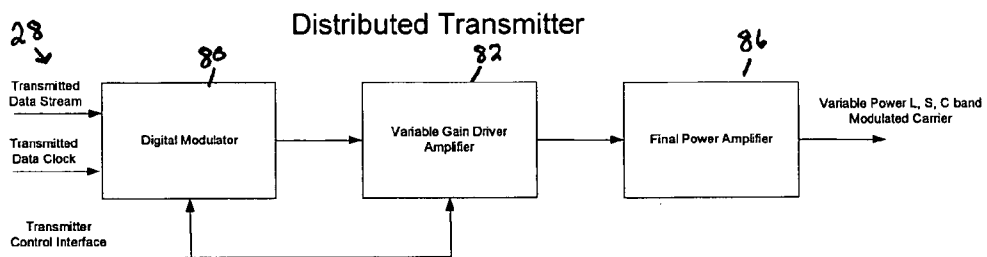 Distributed Transmitter
28
80
82
86
Transmitted
Data Stream
Transmitted
Data Clock
Digital Modulator
Variable Gain Driver
Amplifier
Final Power Amplifier
Variable Power L, S, C band
Modulated Carrier
Transmitter
Control Interface